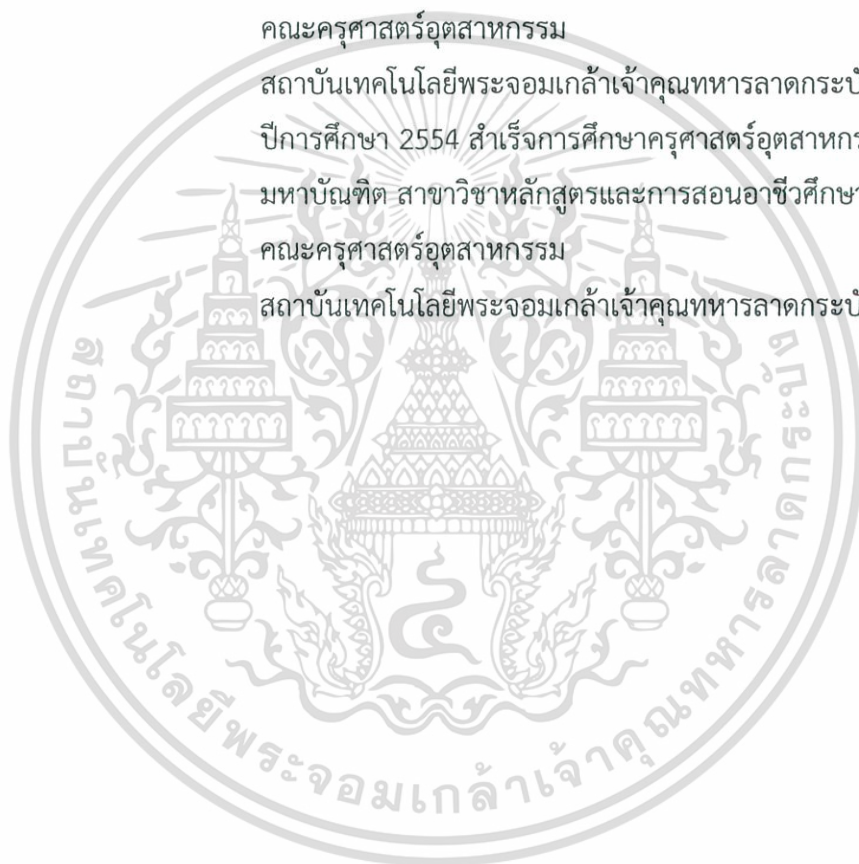 คณะครุศาสตร์อุตสาหกรรม
สถาบันเทคโนโลยีพระจอมเกล้าเจ้าคุณทหารลาดกระบั
ปีการศึกษา 2554 สำเร็จการศึกษาครุศาสตร์อุตสาหกร
มหาบัณฑิต สาขาวิชาหลักสูตรและการสอนอาชีวศึกษา
คณะครุศาสตร์อุตสาหกรรม
สถาบันเทคโนโลยีพระจอมเกล้าเจ้าคุณทหารลาดกระบั
สถาบันเทคโนโลยีพระจอมเกล้าเจ้าคุณทหารลาดกระบัง
๔